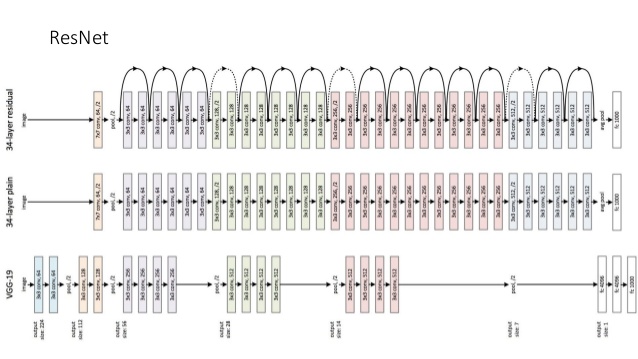 ResNet
34-layer residual
image
7x7 conv, 64, /2
pool, /2
3x3 conv, 64
3x3 conv, 64
3x3 conv, 64
3x3 conv, 64
3x3 conv, 64
3x3 conv, 64
3x3 conv, 128, /2
3x3 conv, 128
3x3 conv, 128
3x3 conv, 128
3x3 conv, 128
3x3 conv, 128
3x3 conv, 128
3x3 conv, 128
3x3 conv, 256, /2
3x3 conv, 256
3x3 conv, 256
3x3 conv, 256
3x3 conv, 256
3x3 conv, 256
3x3 conv, 256
3x3 conv, 256
3x3 conv, 256
3x3 conv, 256
3x3 conv, 256
3x3 conv, 256
3x3 conv, 512, /2
3x3 conv, 512
3x3 conv, 512
3x3 conv, 512
3x3 conv, 512
3x3 conv, 512
avg pool
fc 1000
34-layer plain
image
7x7 conv, 64, /2
pool, /2
3x3 conv, 64
3x3 conv, 64
3x3 conv, 64
3x3 conv, 64
3x3 conv, 64
3x3 conv, 64
3x3 conv, 128, /2
3x3 conv, 128
3x3 conv, 128
3x3 conv, 128
3x3 conv, 128
3x3 conv, 128
3x3 conv, 128
3x3 conv, 128
3x3 conv, 256, /2
3x3 conv, 256
3x3 conv, 256
3x3 conv, 256
3x3 conv, 256
3x3 conv, 256
3x3 conv, 256
3x3 conv, 256
3x3 conv, 256
3x3 conv, 256
3x3 conv, 256
3x3 conv, 256
3x3 conv, 512, /2
3x3 conv, 512
3x3 conv, 512
3x3 conv, 512
3x3 conv, 512
3x3 conv, 512
avg pool
fc 1000
VGG-19
image
3x3 conv, 64
3x3 conv, 64
pool, /2
3x3 conv, 128
3x3 conv, 128
pool, /2
3x3 conv, 256
3x3 conv, 256
3x3 conv, 256
3x3 conv, 256
pool, /2
3x3 conv, 512
3x3 conv, 512
3x3 conv, 512
3x3 conv, 512
pool, /2
3x3 conv, 512
3x3 conv, 512
3x3 conv, 512
3x3 conv, 512
pool, /2
fc 4096
fc 4096
fc 1000
output
size: 224
output
size: 112
output
size: 56
output
size: 28
output
size: 14
output
size: 7
output
size: 1